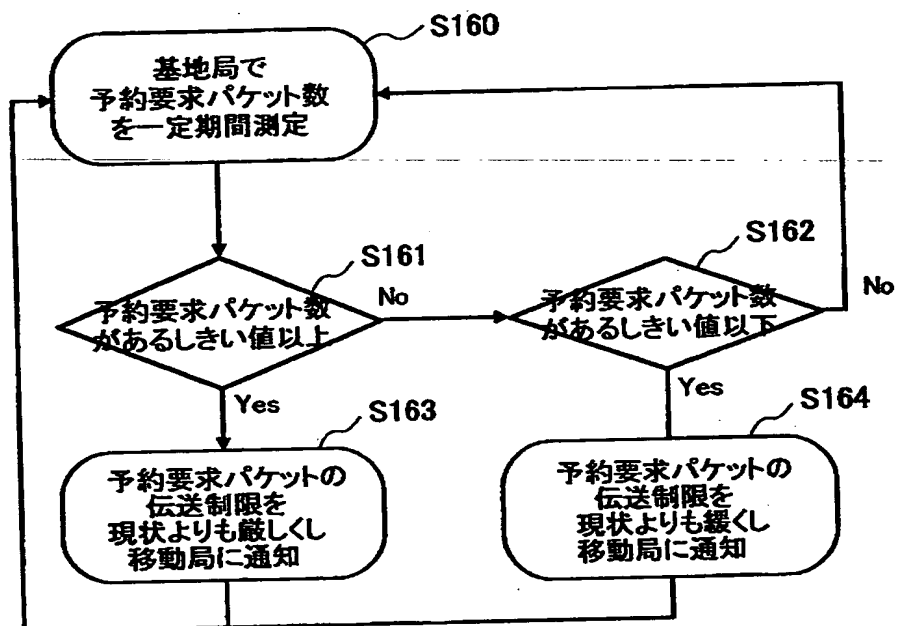 S160
基地局で
予約要求パケット数
を一定期間測定
S161
予約要求パケット数
があるしきい値以上
No
S162
予約要求パケット数
があるしきい値以下
No
Yes
S163
予約要求パケットの
伝送制限を
現状よりも厳しくし
移動局に通知
Yes
S164
予約要求パケットの
伝送制限を
現状よりも緩くし
移動局に通知